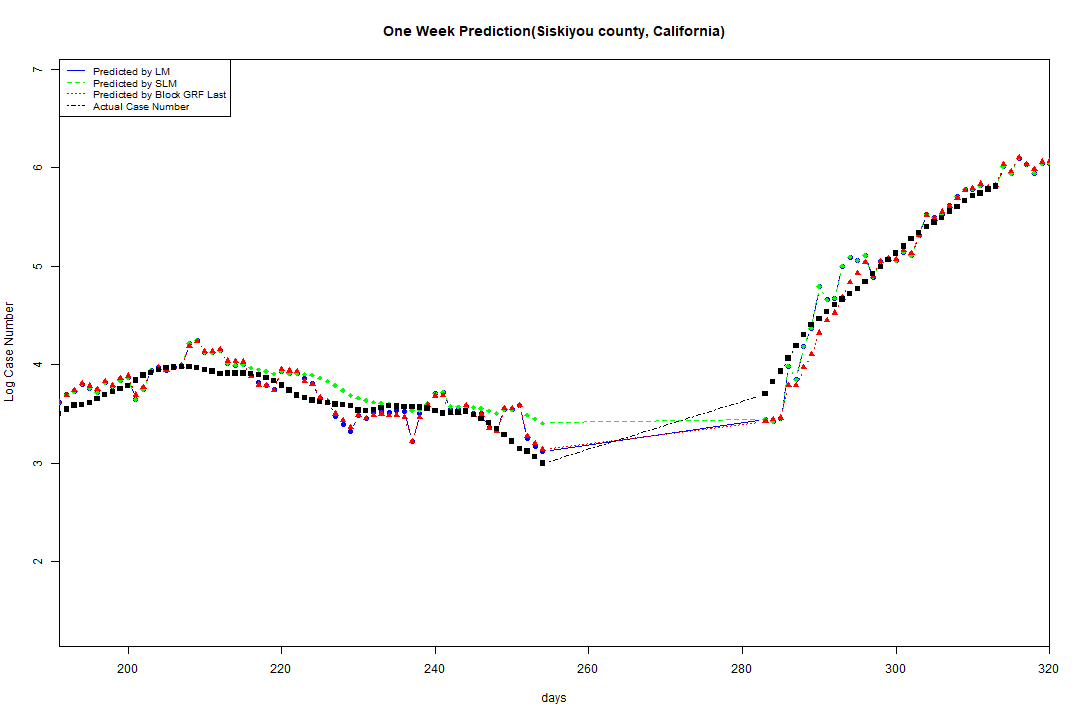 One Week Prediction(Siskiyou county, California)
Predicted by LM
Predicted by SLM
Predicted by Block GRF Last
Actual Case Number
7
6
5
4
3
2
Log Case Number
200 220 240 260 280 300 320
days